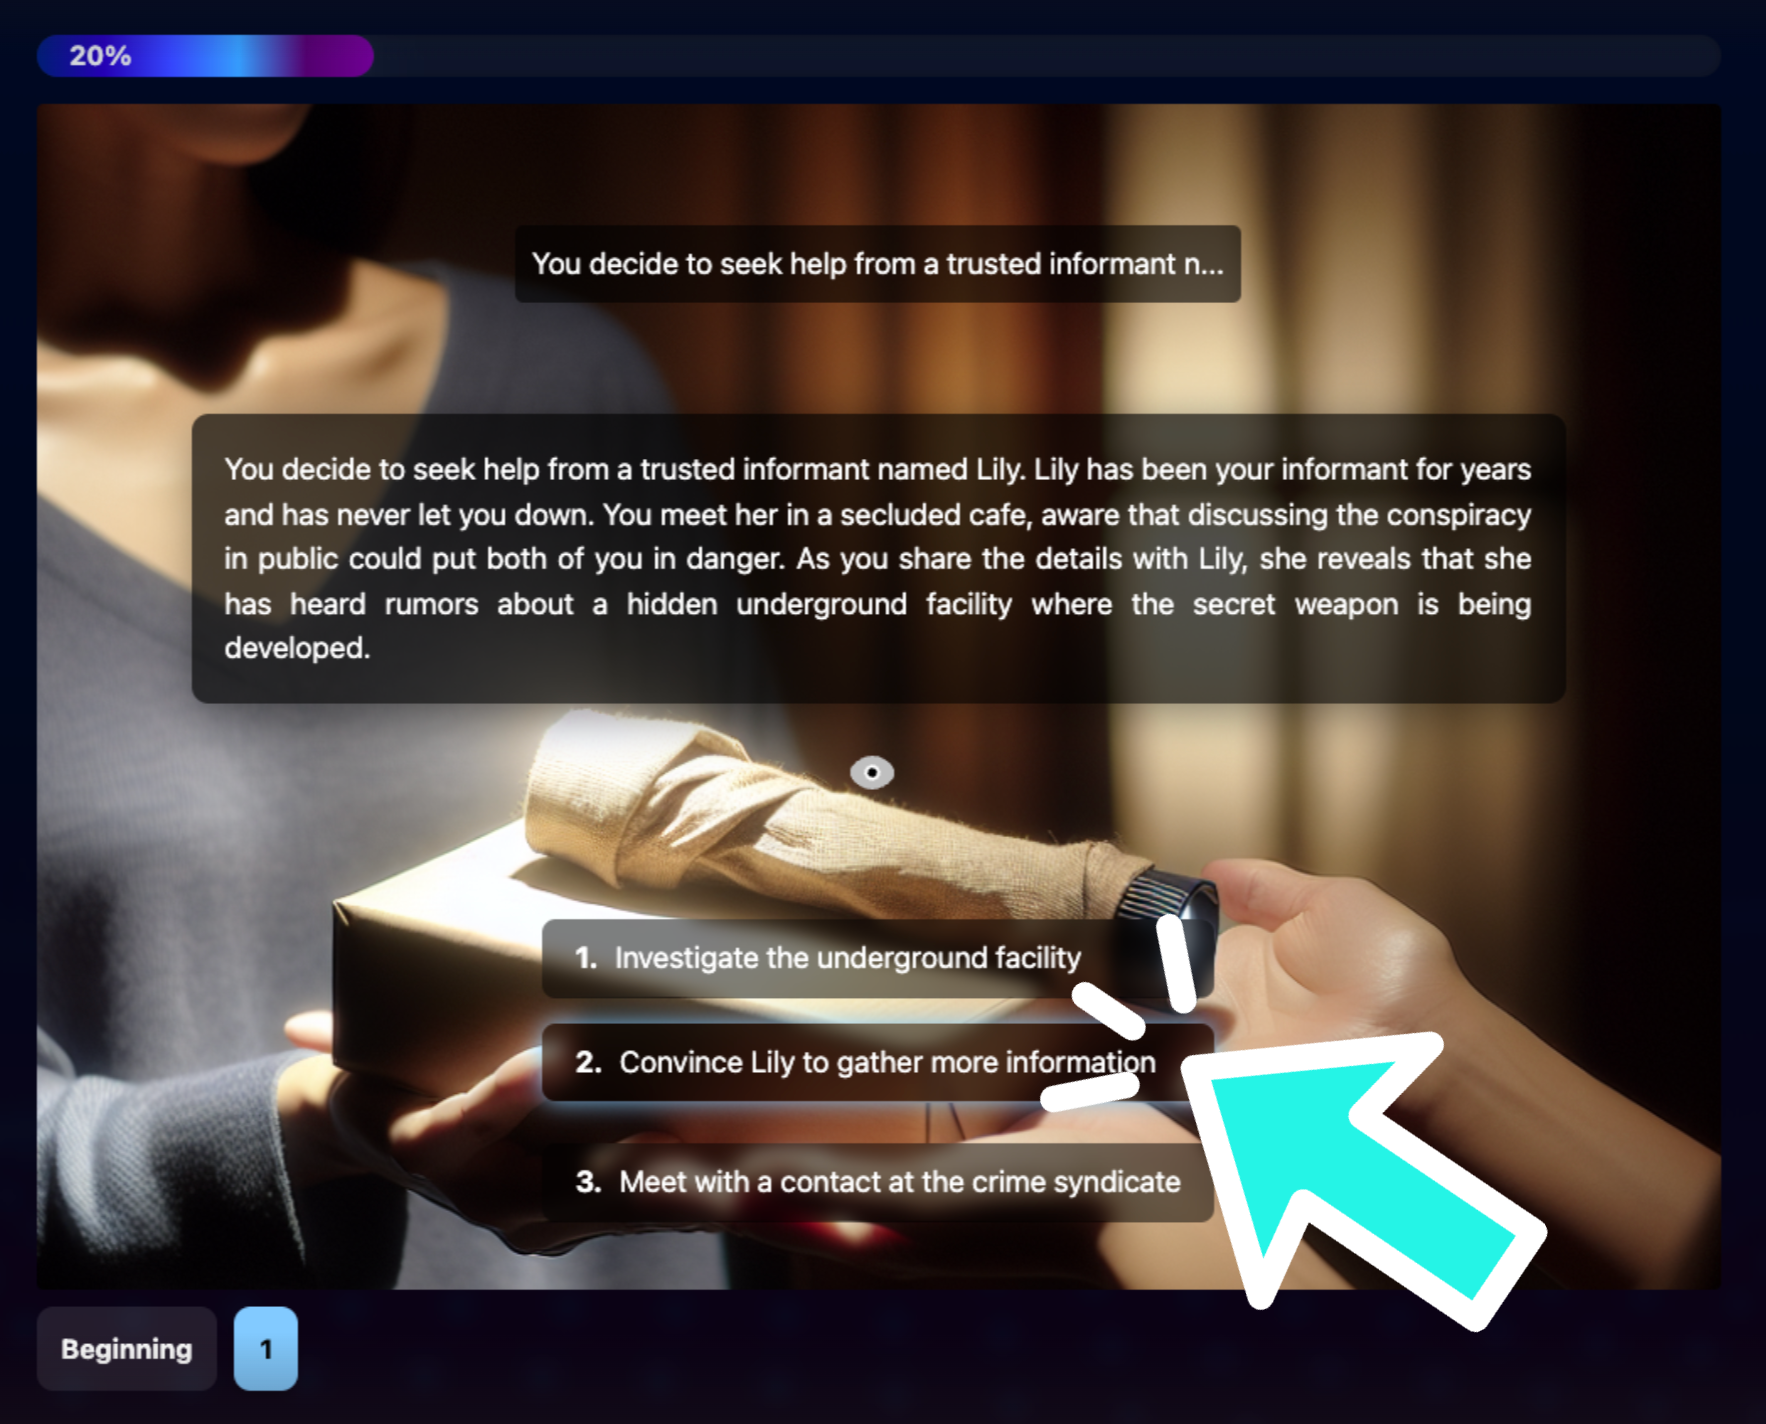 20%
You decide to seek help from a trusted informant n...
You decide to seek help from a trusted informant named Lily. Lily has been your informant for years
and has never let you down. You meet her in a secluded cafe, aware that discussing the conspiracy
in public could put both of you in danger. As you share the details with Lily, she reveals that she
has heard rumors about a hidden underground facility where the secret weapon is being
developed.
1. Investigate the underground facility
2. Convince Lily to gather more information
3. Meet with a contact at the crime syndicate
Beginning 1